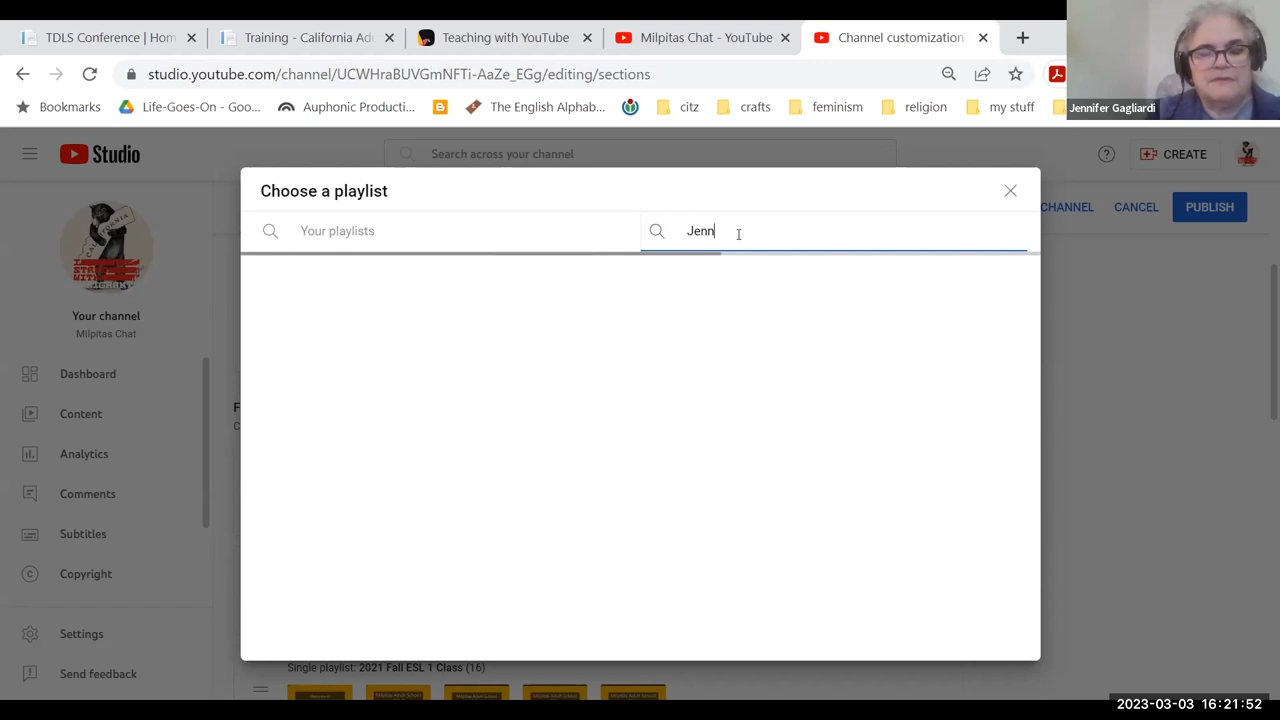 TDLS Conference | Hom
Training - California Adu
Teaching with YouTube
Milpitas Chat - YouTube
Channel customization
studio.youtube.com/channel/UCWHraBUVGmNFTi-AaZe_EGg/editing/sections
Bookmarks
Life-Goes-On - Goo...
Auphonic Producti...
The English Alphab...
citz
crafts
feminism
religion
my stuff
Jennifer Gagliardi
Studio
Search across your channel
CREATE
Choose a playlist
CHANNEL
CANCEL
PUBLISH
Your playlists
Jenn
CALIFORNIA
Your channel
Milpitas Chat
Dashboard
Content
Analytics
Comments
Subtitles
Copyright
Settings
Send feedback
Single playlist: 2021 Fall ESL 1 Class (16)
2023-03-03 16:21:52